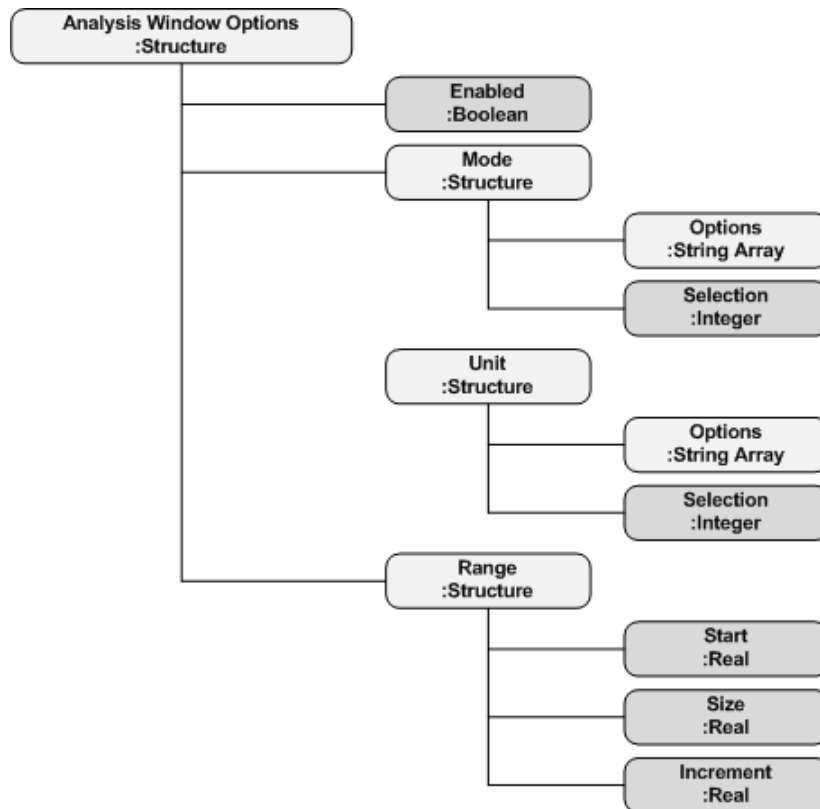 Analysis Window Options
:Structure
Enabled
:Boolean
Mode
:Structure
Options
:String Array
Selection
:Integer
Unit
:Structure
Options
:String Array
Selection
:Integer
Range
:Structure
Start
:Real
Size
:Real
Increment
:Real